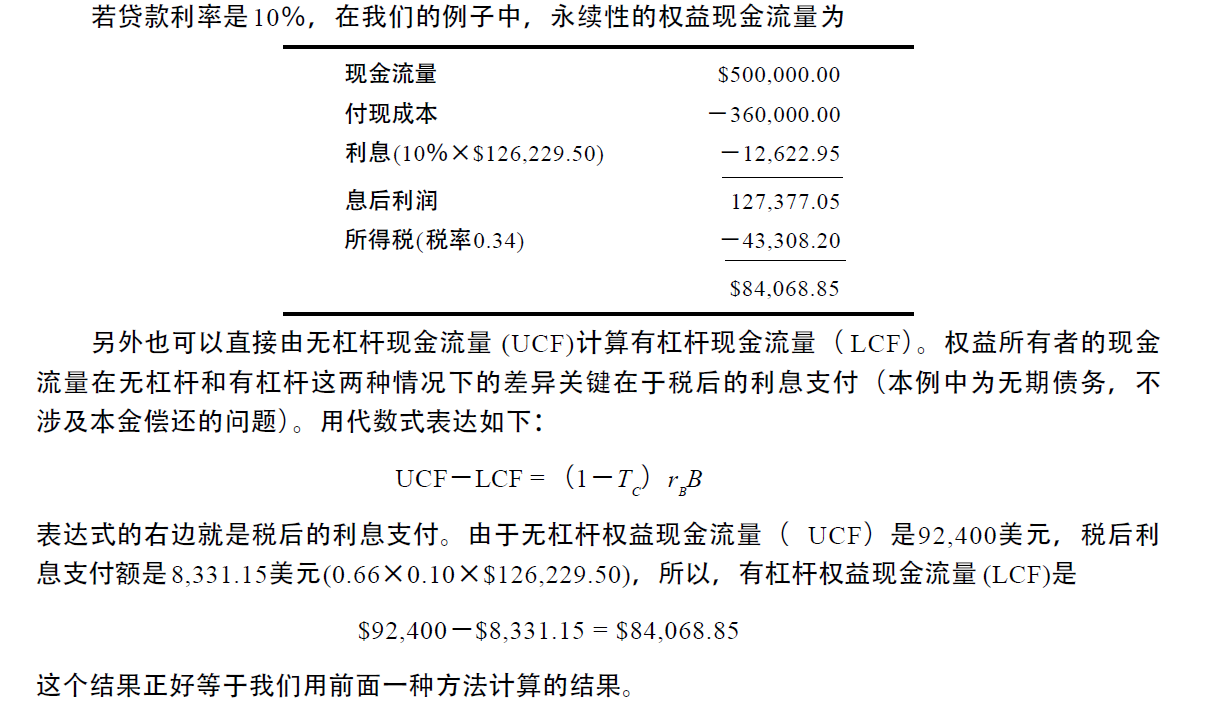 若贷款利率是10%，在我们的例子中，永续性的权益现金流量为
现金流量 $500,000.00
付现成本 －360,000.00
利息(10%×$126,229.50) －12,622.95
息后利润 127,377.05
所得税(税率0.34) －43,308.20
$84,068.85
另外也可以直接由无杠杆现金流量 (UCF)计算有杠杆现金流量（LCF）。权益所有者的现金
流量在无杠杆和有杠杆这两种情况下的差异关键在于税后的利息支付（本例中为无期债务，不
涉及本金偿还的问题）。用代数式表达如下：
UCF－LCF =（1－T_C）r_B B
表达式的右边就是税后的利息支付。由于无杠杆权益现金流量（ UCF）是92,400美元，税后利
息支付额是8,331.15美元(0.66×0.10×$126,229.50)，所以，有杠杆权益现金流量 (LCF)是
$92,400－$8,331.15 = $84,068.85
这个结果正好等于我们用前面一种方法计算的结果。